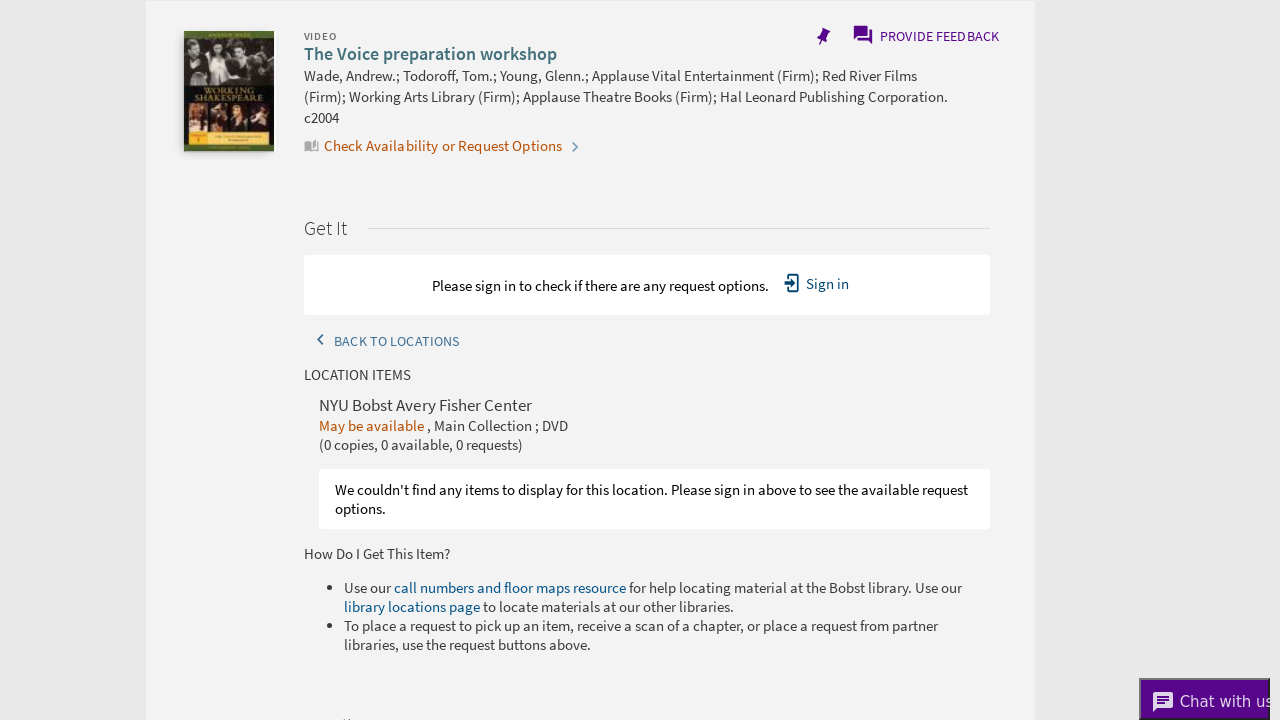 VIDEO
The Voice preparation workshop
PROVIDE FEEDBACK
Wade, Andrew.; Todoroff, Tom.; Young, Glenn.; Applause Vital Entertainment (Firm); Red River Films
(Firm); Working Arts Library (Firm); Applause Theatre Books (Firm); Hal Leonard Publishing Corporation.
c2004
Check Availability or Request Options
WORKING
SHAKESPEARE
Get It
Please sign in to check if there are any request options. Sign in
BACK TO LOCATIONS
LOCATION ITEMS
NYU Bobst Avery Fisher Center
May be available , Main Collection ; DVD
(0 copies, 0 available, 0 requests)
We couldn't find any items to display for this location. Please sign in above to see the available request
options.
How Do I Get This Item?
Use our call numbers and floor maps resource for help locating material at the Bobst library. Use our
library locations page to locate materials at our other libraries.
To place a request to pick up an item, receive a scan of a chapter, or place a request from partner
libraries, use the request buttons above.
Chat with us